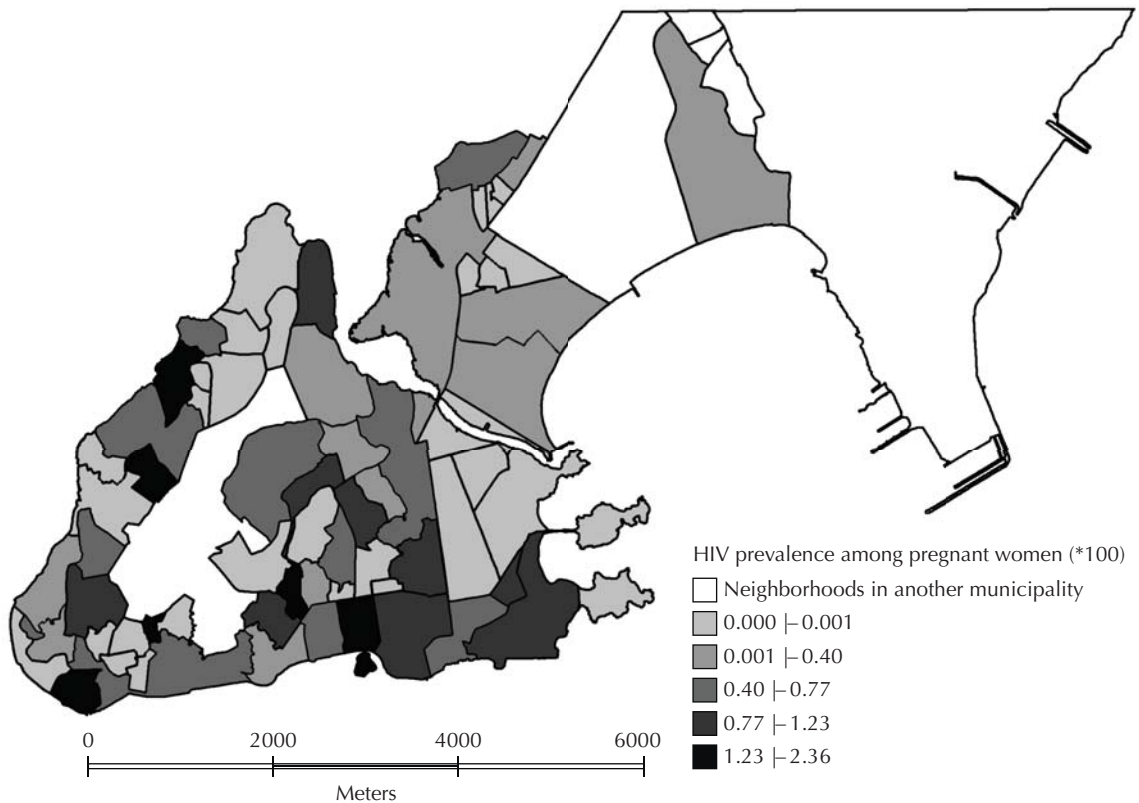 HIV prevalence among pregnant women (*100)
Neighborhoods in another municipality
0.000 |–0.001
0.001 |–0.40
0.40 |–0.77
0.77 |–1.23
1.23 |–2.36
0 2000 4000 6000
Meters